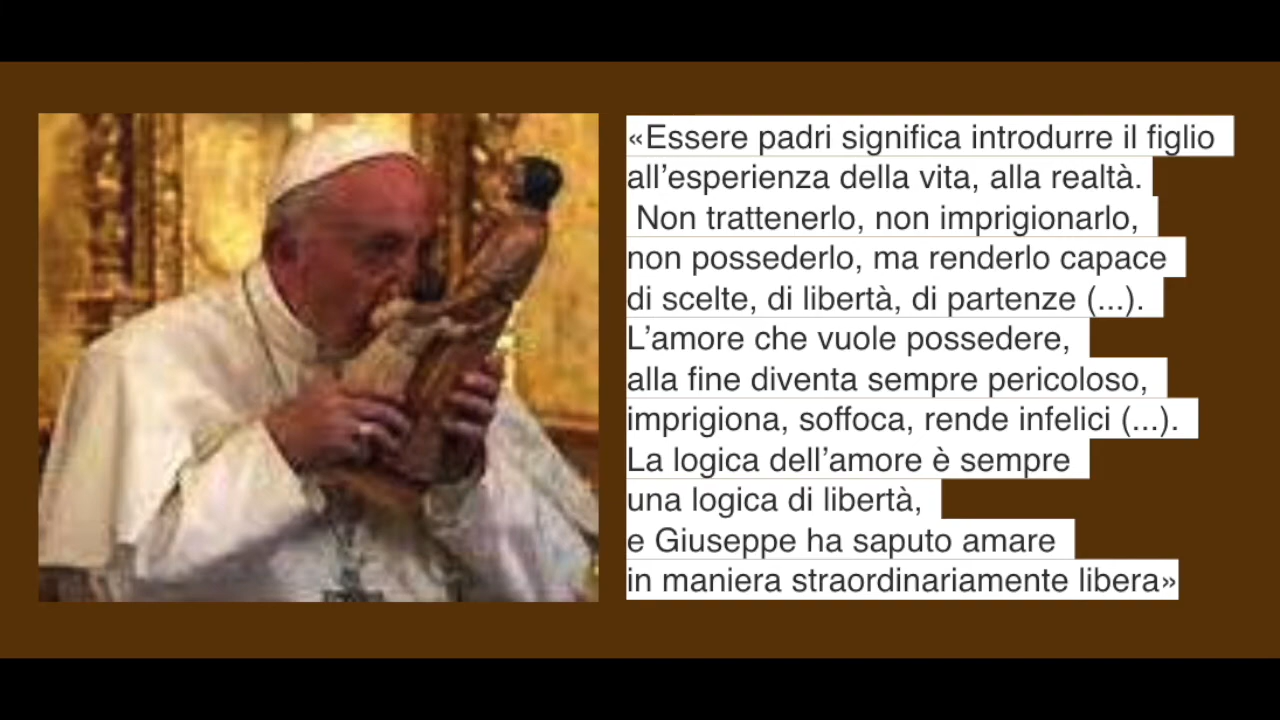 «Essere padri significa introdurre il figlio
all’esperienza della vita, alla realtà.
Non trattenerlo, non imprigionarlo,
non possederlo, ma renderlo capace
di scelte, di libertà, di partenze (...).
L’amore che vuole possedere,
alla fine diventa sempre pericoloso,
imprigiona, soffoca, rende infelici (...).
La logica dell’amore è sempre
una logica di libertà,
e Giuseppe ha saputo amare
in maniera straordinariamente libera»